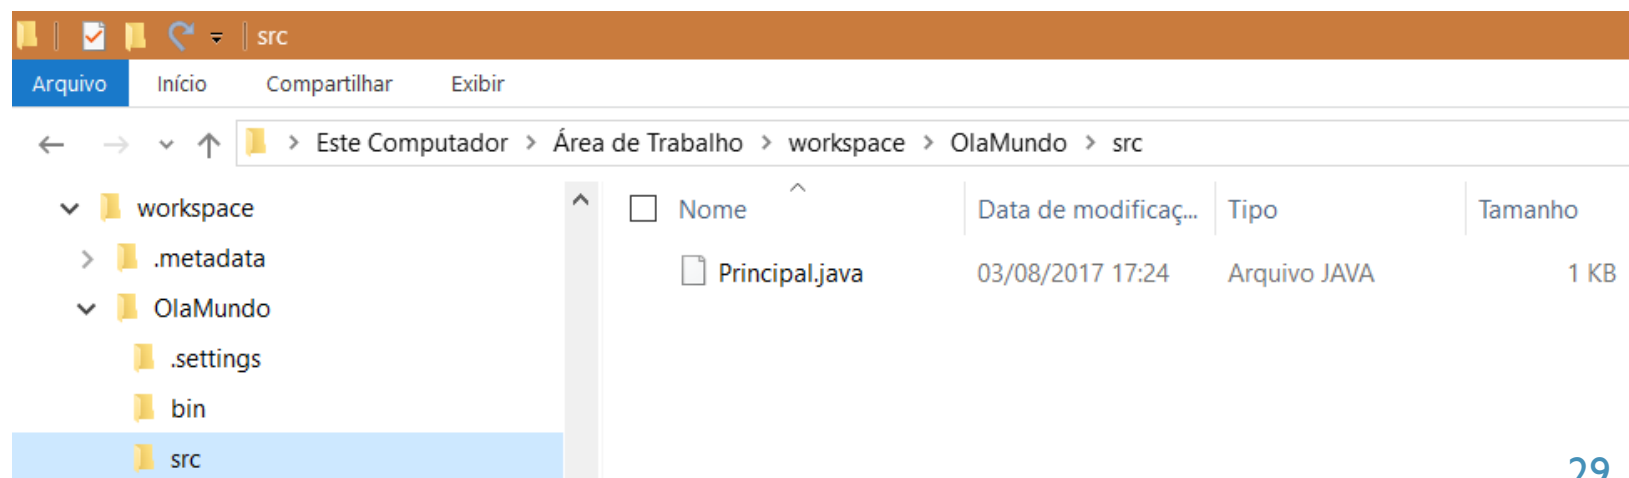 src
Arquivo Início Compartilhar Exibir
Este Computador > Área de Trabalho > workspace > OlaMundo > src
workspace
.metadata
OlaMundo
.settings
bin
src
Nome Data de modificaç... Tipo Tamanho
Principal.java 03/08/2017 17:24 Arquivo JAVA 1 KB
29